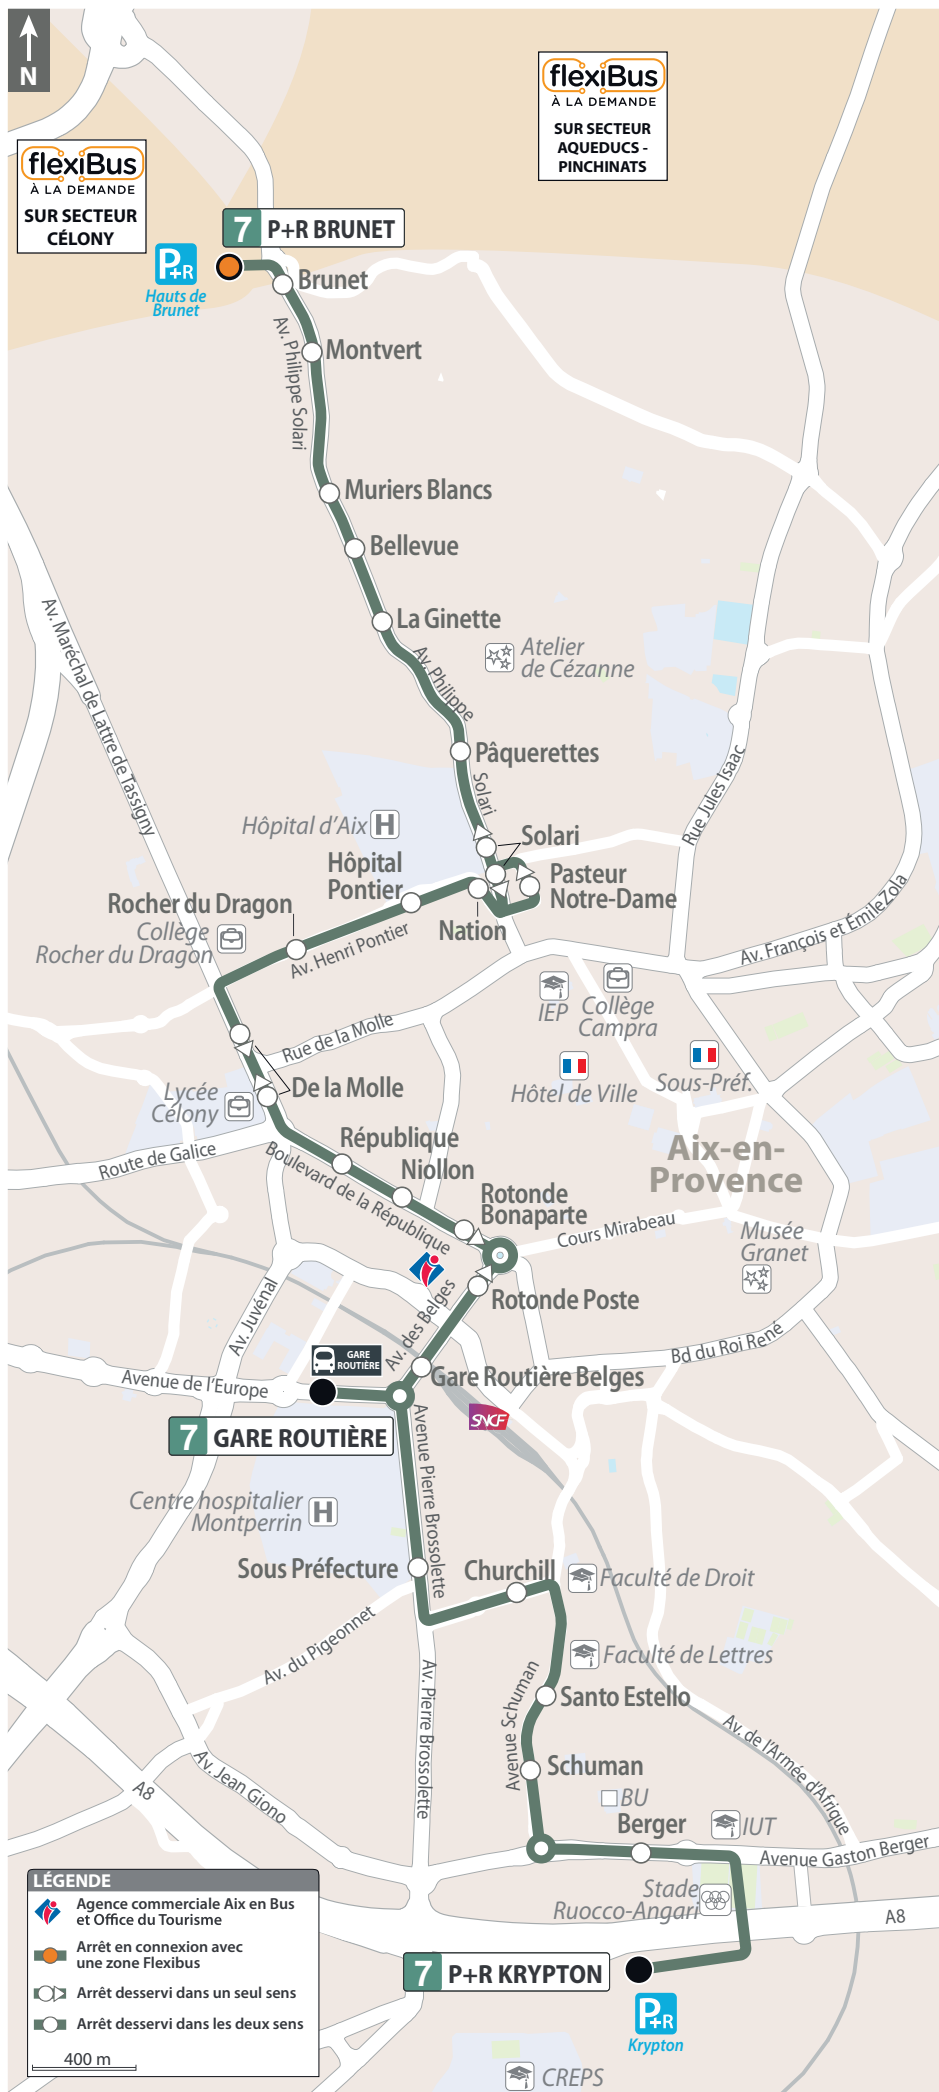 N
flexiBus
À LA DEMANDE
SUR SECTEUR
AQUEDUCS -
PINCHINATS
flexiBus
À LA DEMANDE
SUR SECTEUR
CÉLONY
7 P+R BRUNET
P+R
Hauts de
Brunet
Brunet
Av. Philippe Solari
Montvert
Muriers Blancs
Bellevue
La Ginette
Av. Maréchal de Lattre de Tassigny
Atelier
de Cézanne
Av. Philippe
Solari
Pâquerettes
Rue Jules Isaac
Hôpital d'Aix H
Solari
Hôpital
Pontier
Pasteur
Notre-Dame
Rocher du Dragon
Collège
Rocher du Dragon
Nation
Av. Henri Pontier
Av. François et Émile Zola
IEP
Collège
Campra
Rue de la Molle
Hôtel de Ville
Sous-Préf.
De la Molle
Lycée
Célony
Route de Galice
République
Niollon
Boulevard de la République
Aix-en-
Provence
Rotonde
Bonaparte
Cours Mirabeau
Musée
Granet
Rotonde Poste
Av. Juvénal
Av. des Belges
Bd du Roi René
GARE
ROUTIÈRE
Avenue de l'Europe
Gare Routière Belges
SNCF
7 GARE ROUTIÈRE
Avenue Pierre Brossolette
Centre hospitalier
Montperrin
H
Sous Préfecture
Churchill
Faculté de Droit
Av. du Pigeonnet
Faculté de Lettres
Av. Pierre Brossolette
Avenue Schuman
Santo Estello
Av. de l'Armée d'Afrique
Schuman
A8
Av. Jean Giono
BU
Berger
IUT
Avenue Gaston Berger
Stade
Ruocco-Angari
A8
7 P+R KRYPTON
P+R
Krypton
CREPS
LÉGENDE
Agence commerciale Aix en Bus
et Office du Tourisme
Arrêt en connexion avec
une zone Flexibus
Arrêt desservi dans un seul sens
Arrêt desservi dans les deux sens
400 m